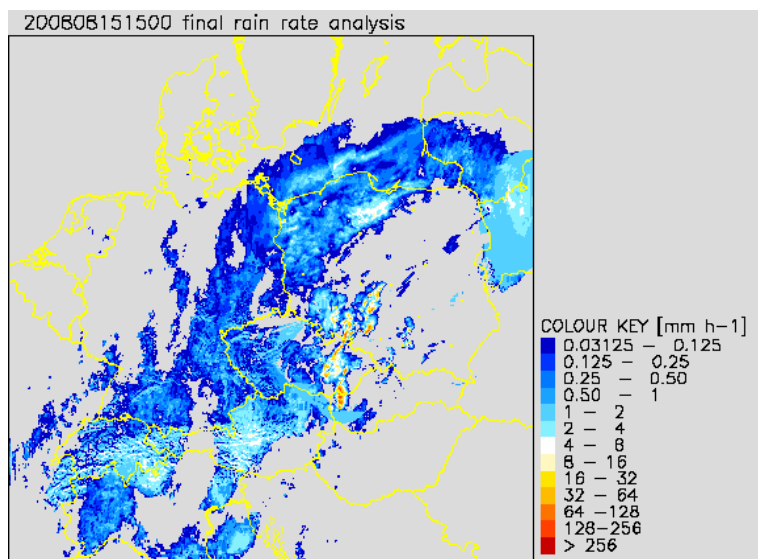 200808151500 final rain rate analysis
COLOUR KEY [mm h-1]
0.03125 - 0.125
0.125 - 0.25
0.25 - 0.50
0.50 - 1
1 - 2
2 - 4
4 - 8
8 - 16
16 - 32
32 - 64
64 -128
128-256
> 256